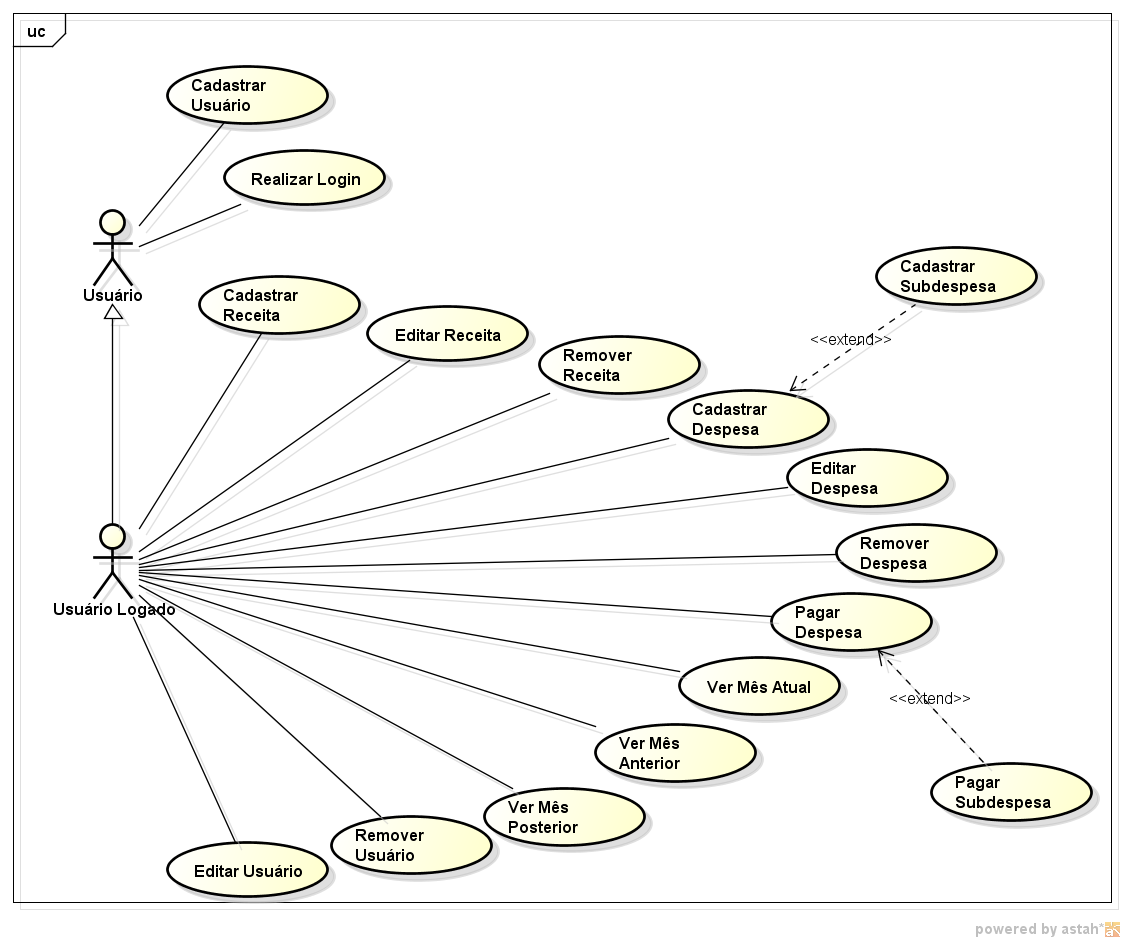 uc
Cadastrar
Usuário
Realizar Login
Usuário
Cadastrar
Receita
Editar Receita
Remover
Receita
Cadastrar
Subdespesa
<<extend>>
Cadastrar
Despesa
Editar
Despesa
Remover
Despesa
Usuário Logado
Pagar
Despesa
Ver Mês Atual
<<extend>>
Ver Mês
Anterior
Pagar
Subdespesa
Ver Mês
Posterior
Remover
Usuário
Editar Usuário
powered by astah*